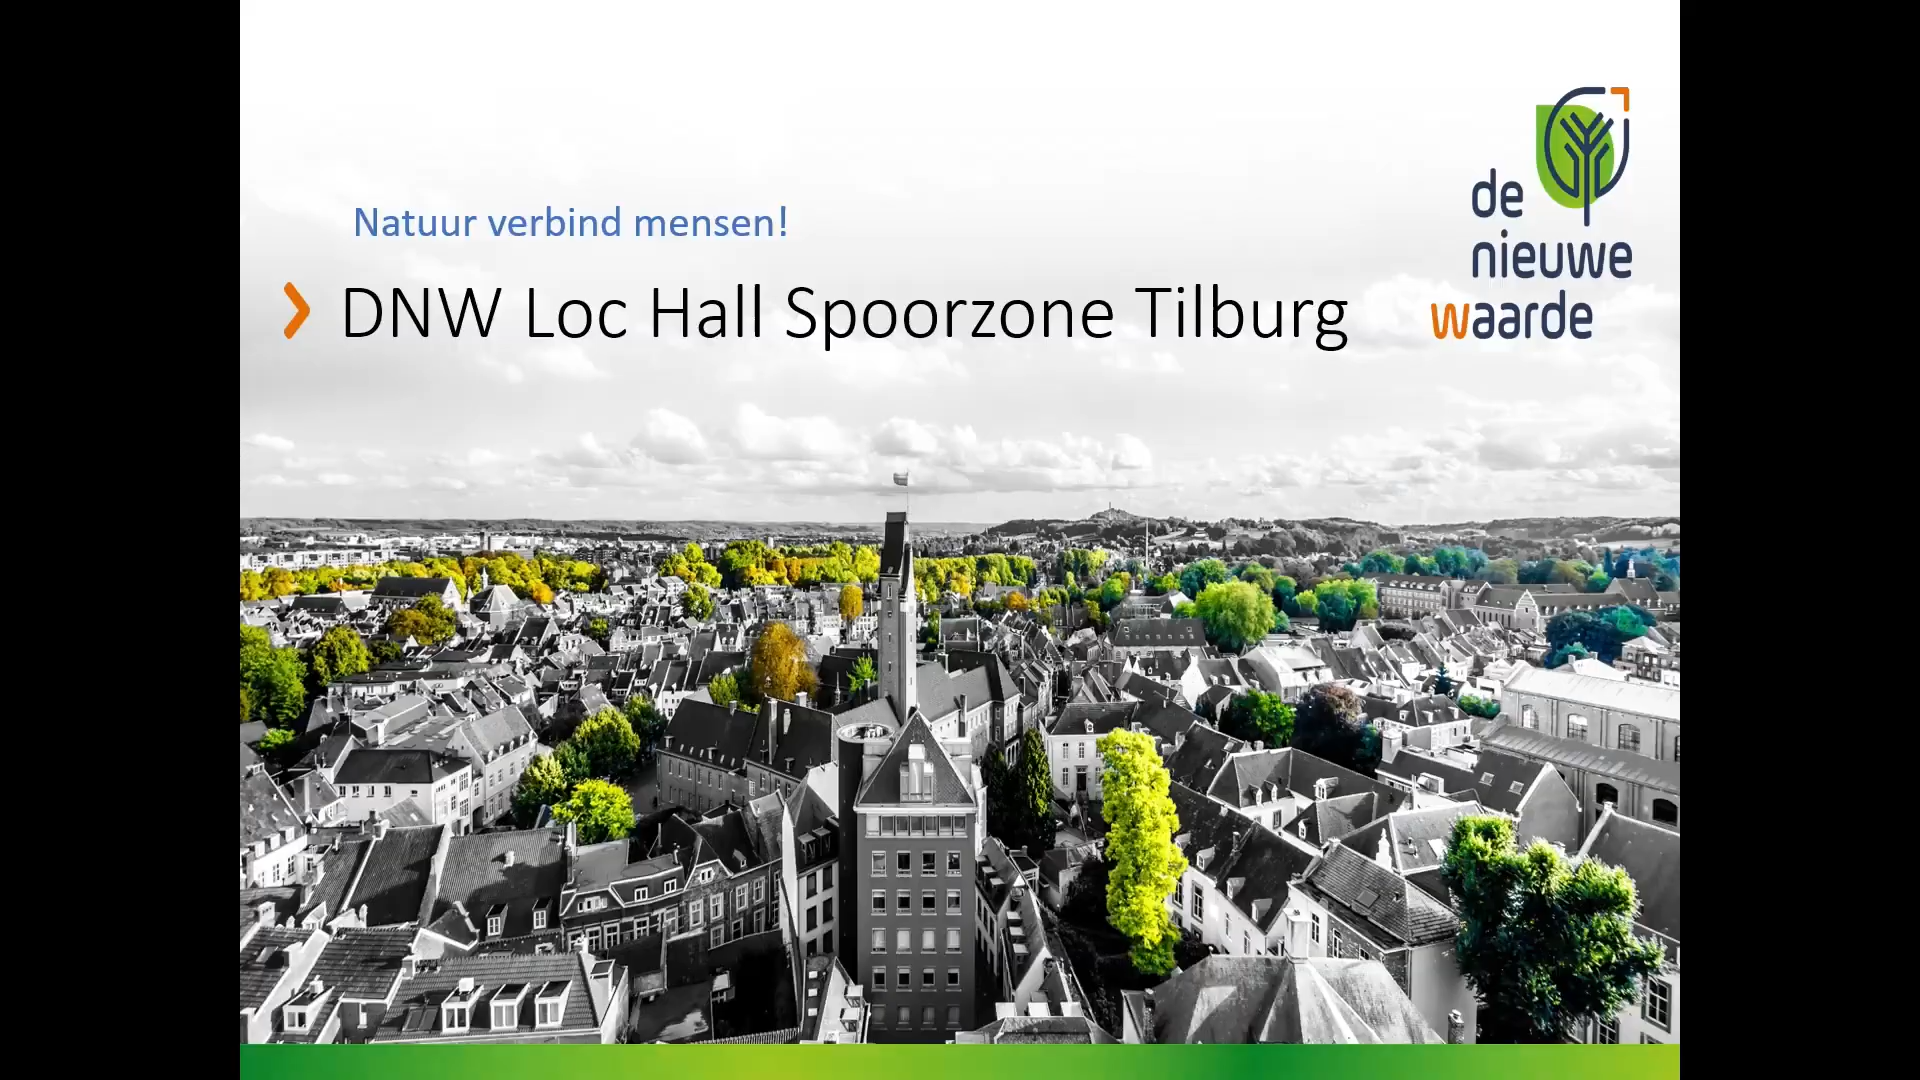 Natuur verbind mensen!
DNW Loc Hall Spoorzone Tilburg
de
nieuwe
waarde